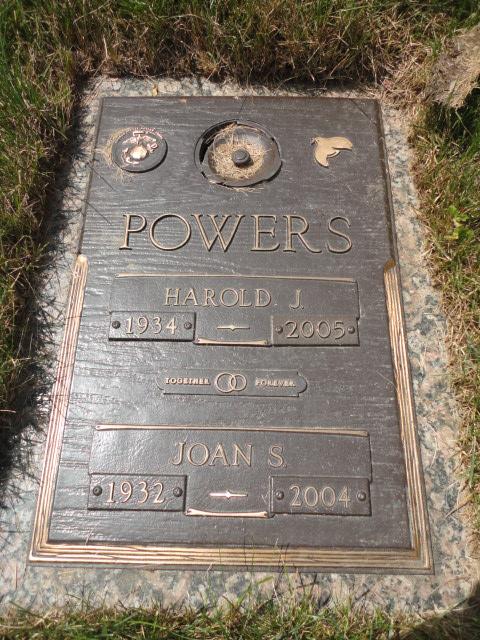 POWERS
HAROLD J.
1934 2005
TOGETHER FOREVER
JOAN S.
1932 2004